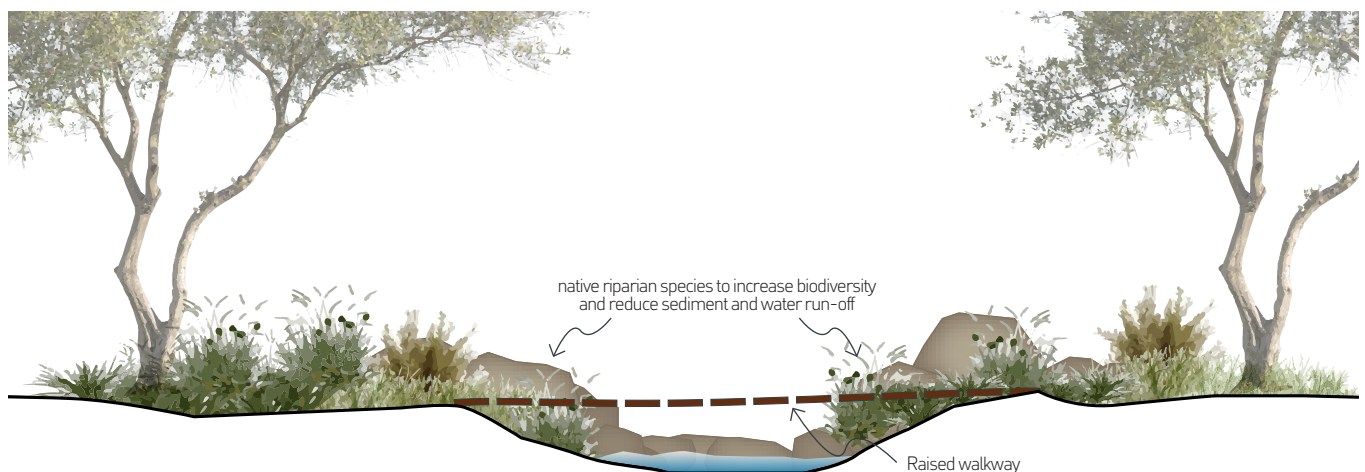 native riparian species to increase biodiversity
and reduce sediment and water run-off
Raised walkway